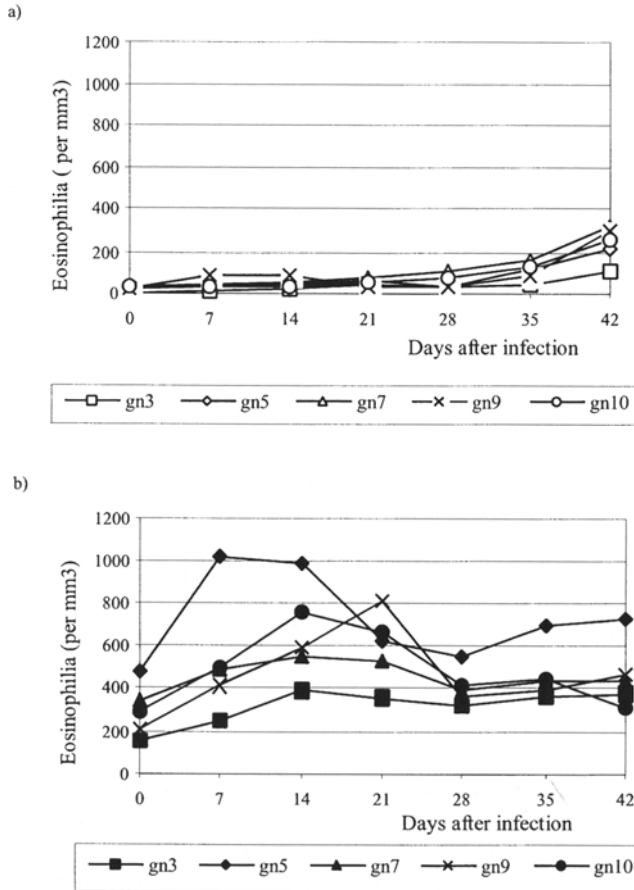 a)
1200
1000
800
600
400
200
0
Eosinophilia ( per mm3)
0 7 14 21 28 35 42
Days after infection
gn3 gn5 gn7 gn9 gn10
b)
1200
1000
800
600
400
200
0
Eosinophilia (per mm3)
0 7 14 21 28 35 42
Days after infection
gn3 gn5 gn7 gn9 gn10